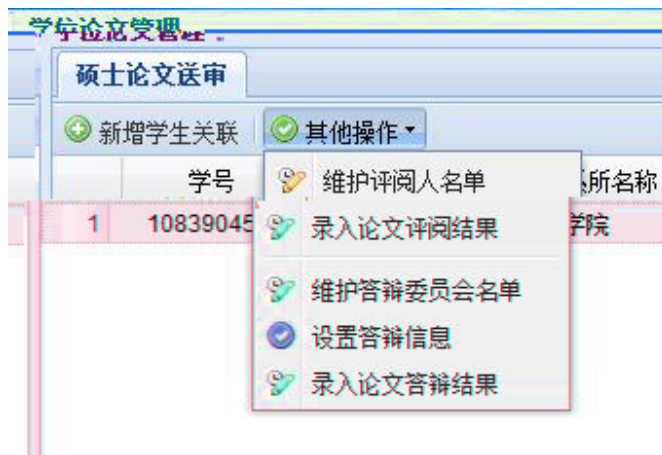 学位论文管理
硕士论文送审
新增学生关联 其他操作
学号 所名称
1 10839045 学院
维护评阅人名单
录入论文评阅结果
维护答辩委员会名单
设置答辩信息
录入论文答辩结果